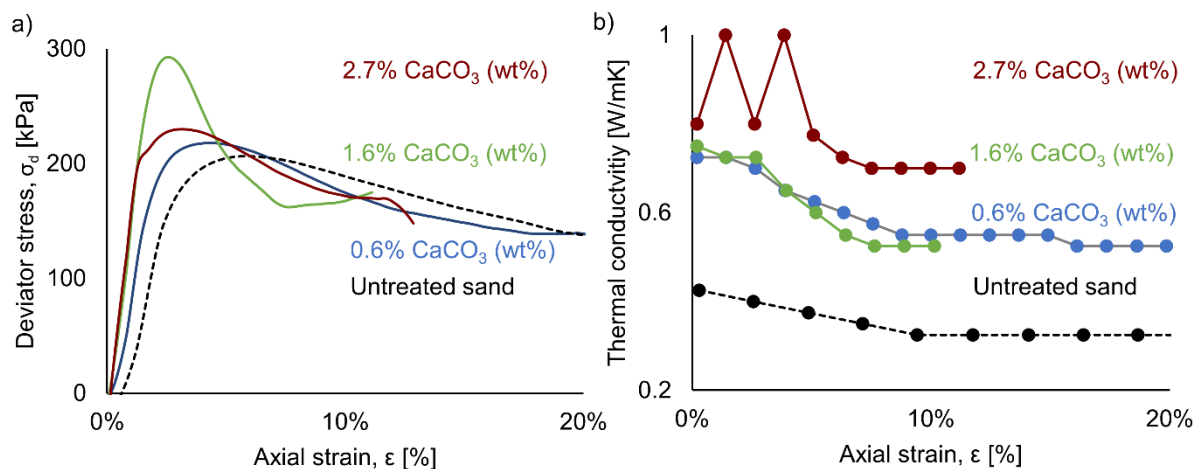 a)
Deviator stress, σd [kPa]
300
200
100
0
0%
10%
20%
Axial strain, ε [%]
2.7% CaCO3 (wt%)
1.6% CaCO3 (wt%)
0.6% CaCO3 (wt%)
Untreated sand
b)
Thermal conductvitiy [W/mK]
1
0.6
0.2
0%
10%
20%
Axial strain, ε [%]
2.7% CaCO3 (wt%)
1.6% CaCO3 (wt%)
0.6% CaCO3 (wt%)
Untreated sand